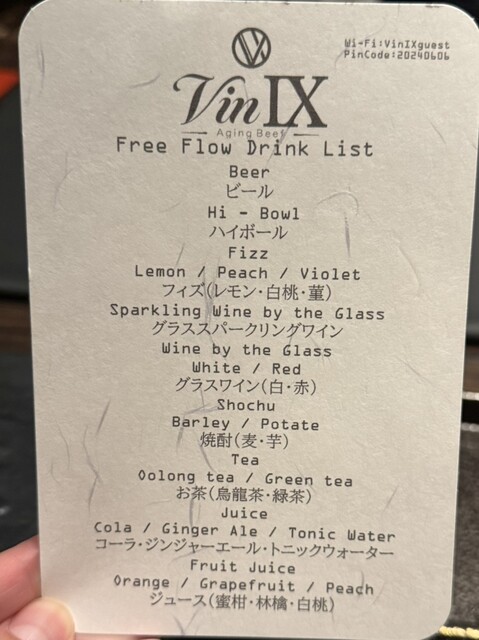 Wi-Fi:VinIXguest
PinCode:20240606
Vin IX
Aging Beef
Free Flow Drink List
Beer
ビール
Hi - Bowl
ハイボール
Fizz
Lemon / Peach / Violet
フィズ(レモン・白桃・菫)
Sparkling Wine by the Glass
グラススパークリングワイン
Wine by the Glass
White / Red
グラスワイン(白・赤)
Shochu
Barley / Potate
焼酎(麦・芋)
Tea
Oolong tea / Green tea
お茶(烏龍茶・緑茶)
Juice
Cola / Ginger Ale / Tonic Water
コーラ・ジンジャーエール・トニックウォーター
Fruit Juice
Orange / Grapefruit / Peach
ジュース(蜜柑・林檎・白桃)